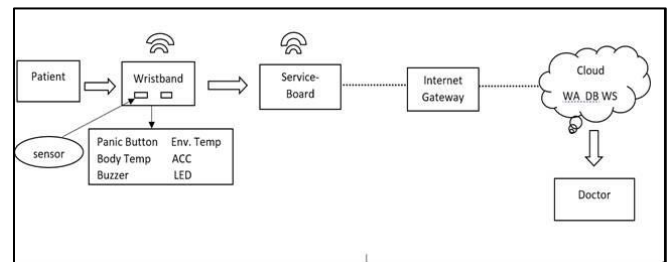 Patient
Wristband
Service-
Board
Internet
Gateway
Cloud
WA DB WS
sensor
Panic Button Env. Temp
Body Temp ACC
Buzzer LED
Doctor